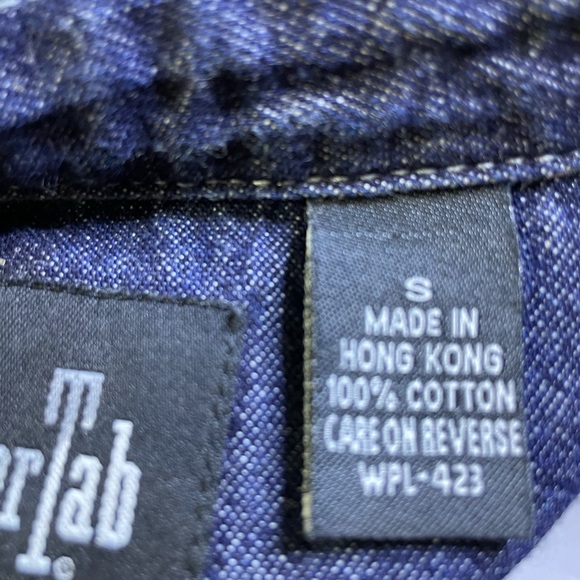 erTab
®
S
MADE IN
HONG KONG
100% COTTON
CARE ON REVERSE
WPL-423